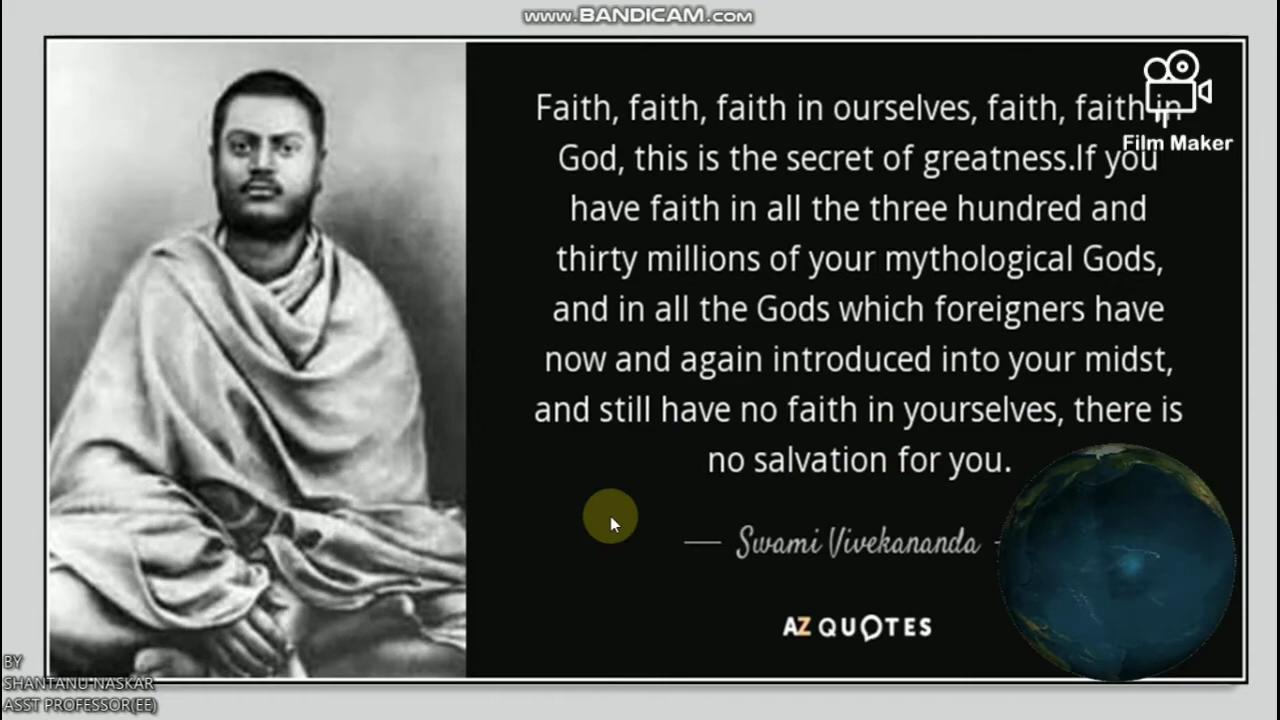 www.BANDICAM.com
Faith, faith, faith in ourselves, faith, faith in
God, this is the secret of greatness.If you
have faith in all the three hundred and
thirty millions of your mythological Gods,
and in all the Gods which foreigners have
now and again introduced into your midst,
and still have no faith in yourselves, there is
no salvation for you.
— Swami Vivekananda -
AZ QUOTES
Film Maker
BY
SHANTANU NASKAR
ASST PROFESSOR(EE)